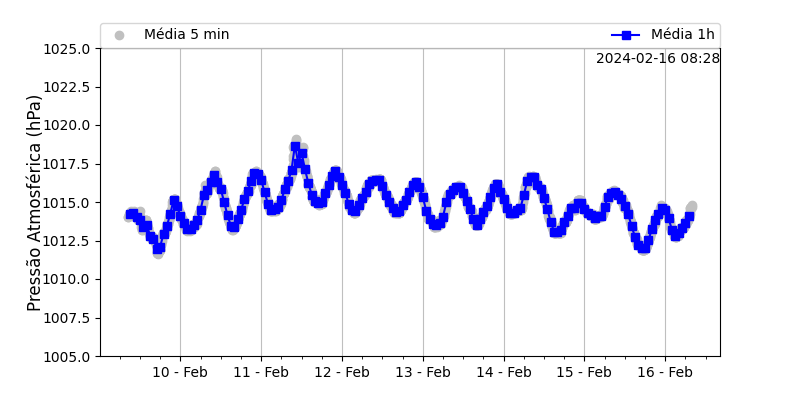 Média 5 min
Média 1h
2024-02-16 08:28
Pressão Atmosférica (hPa)
1025.0
1022.5
1020.0
1017.5
1015.0
1012.5
1010.0
1007.5
1005.0
10 - Feb
11 - Feb
12 - Feb
13 - Feb
14 - Feb
15 - Feb
16 - Feb